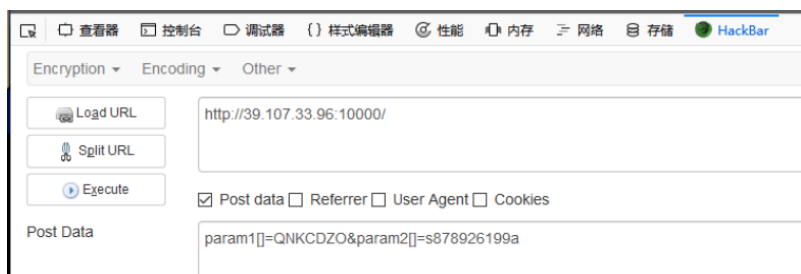 查看器 控制台 调试器 {} 样式编辑器 性能 内存 网络 存储 HackBar
Encryption Encoding Other
Load URL
http://39.107.33.96:10000/
Split URL
Execute
Post data Referrer User Agent Cookies
Post Data
param1[]=QNKCDZO&param2[]=s878926199a